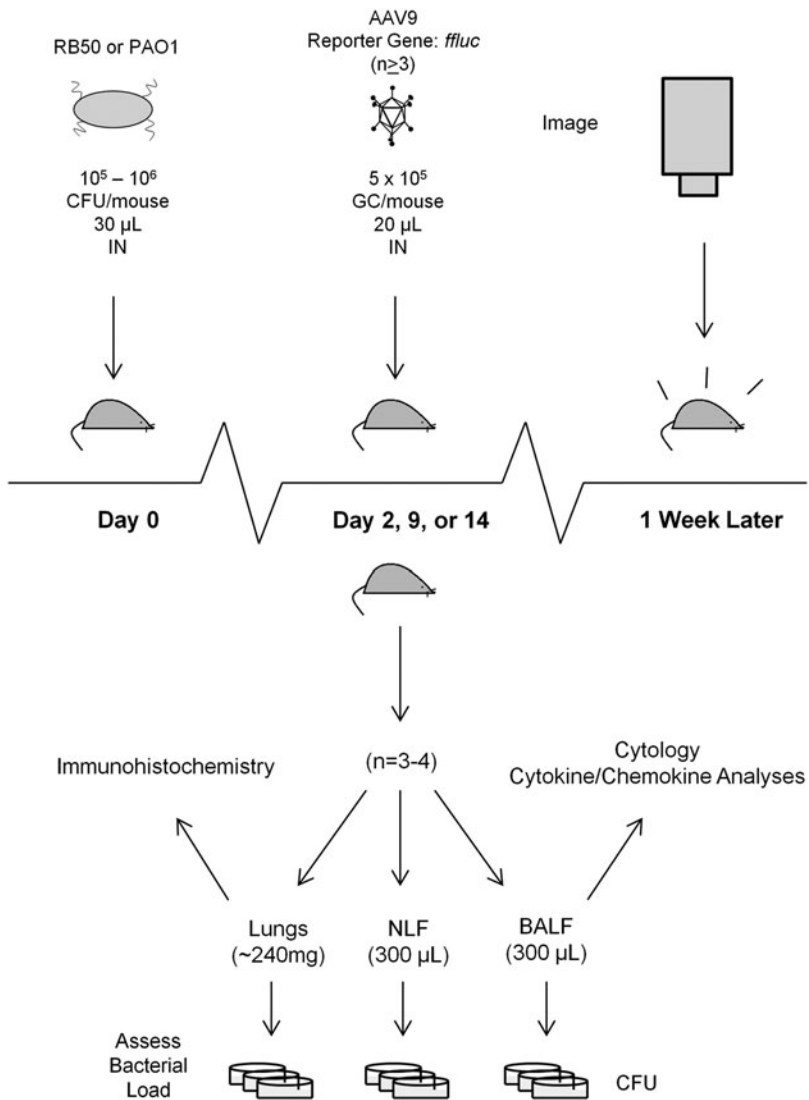 RB50 or PAO1
10⁵ – 10⁶
CFU/mouse
30 µL
IN
AAV9
Reporter Gene: ffluc
(n≥3)
5 x 10⁵
GC/mouse
20 µL
IN
Image
Day 0
Day 2, 9, or 14
1 Week Later
(n=3-4)
Immunohistochemistry
Cytology
Cytokine/Chemokine Analyses
Lungs
(~240mg)
NLF
(300 µL)
BALF
(300 µL)
Assess
Bacterial
Load
CFU